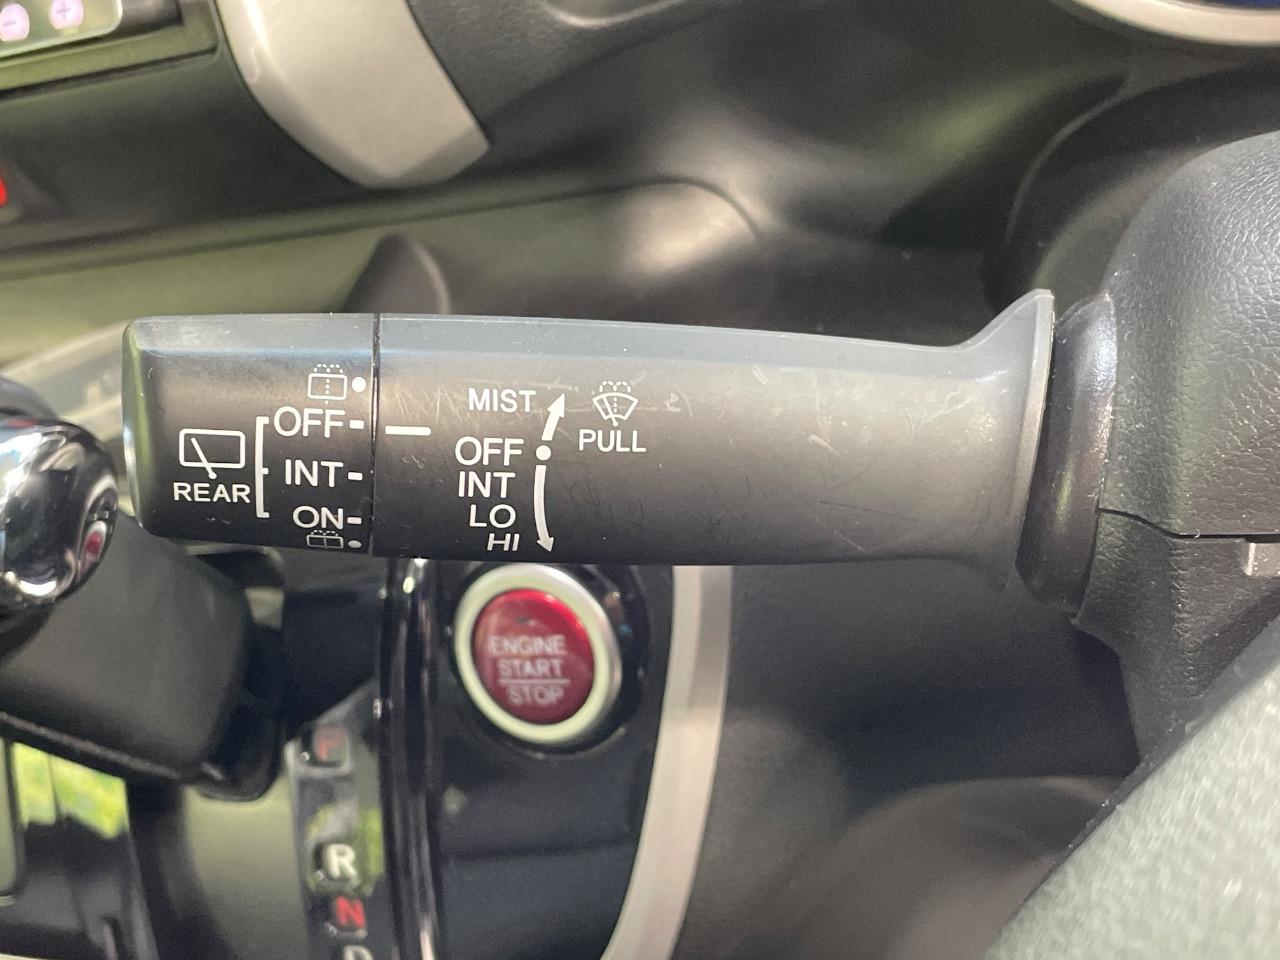 MIST
OFF
INT
LO
HI
PULL
REAR
OFF
INT
ON
ENGINE
START
STOP
R
N
D